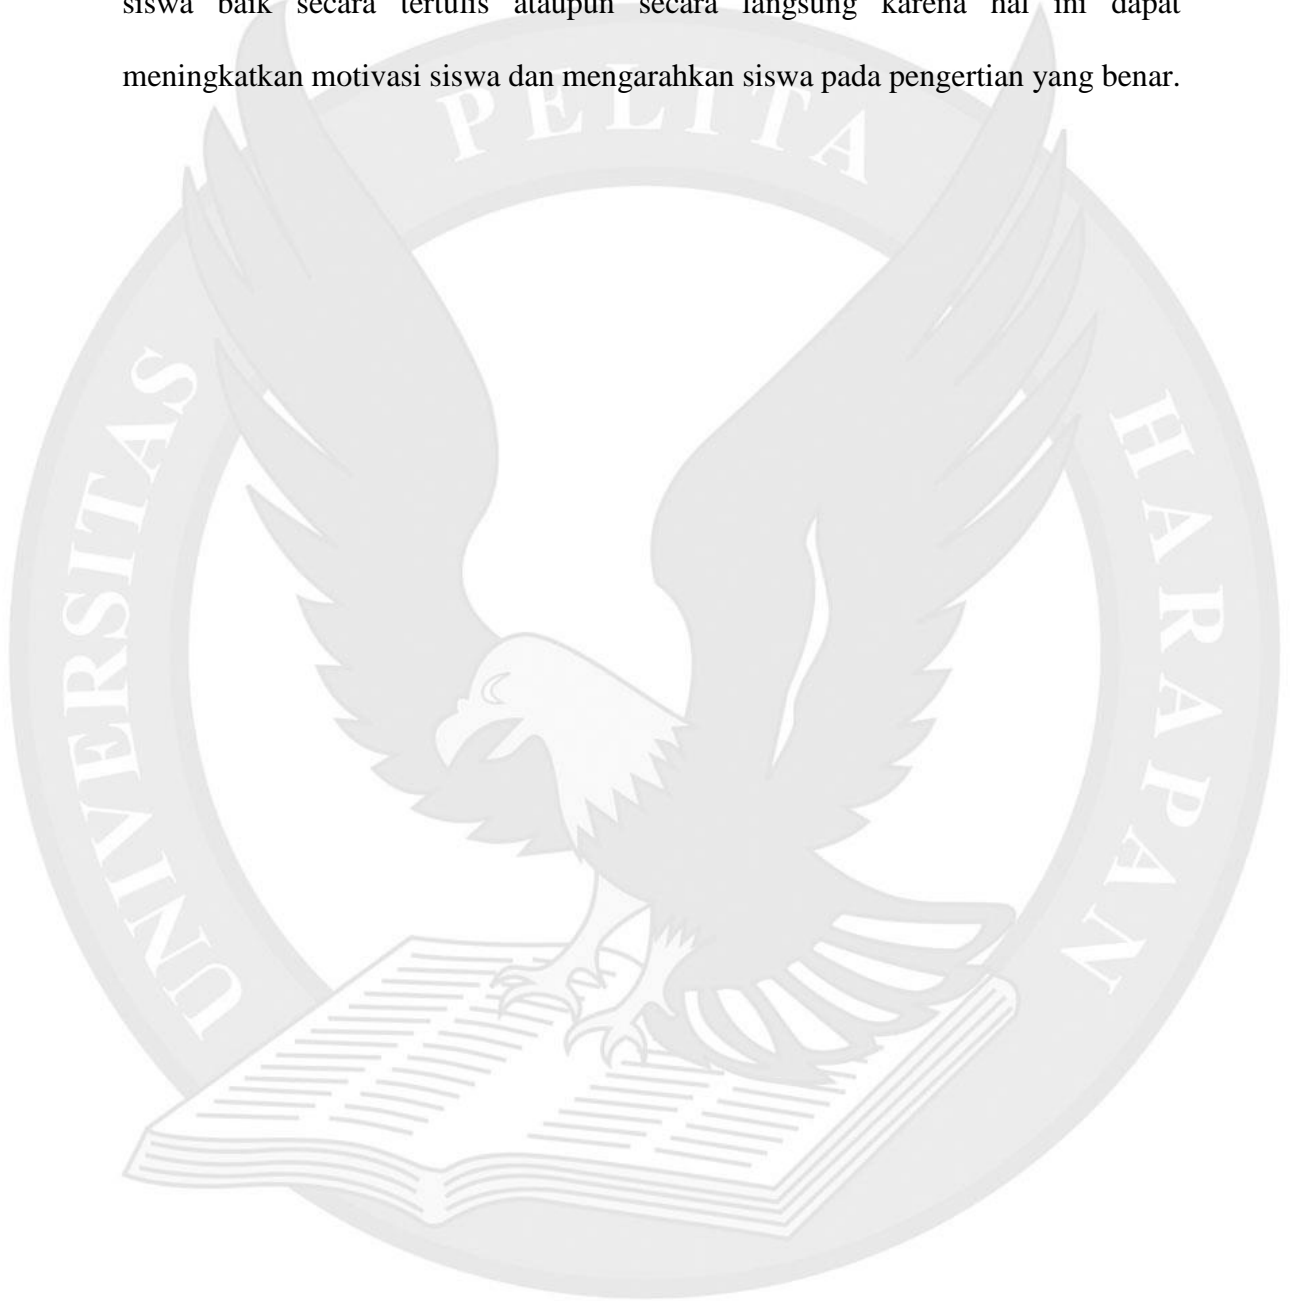 siswa baik secara tertulis ataupun secara langsung karena hal ini dapat
meningkatkan motivasi siswa dan mengarahkan siswa pada pengertian yang benar.
UNIVERSITAS PELITA HARAPAN